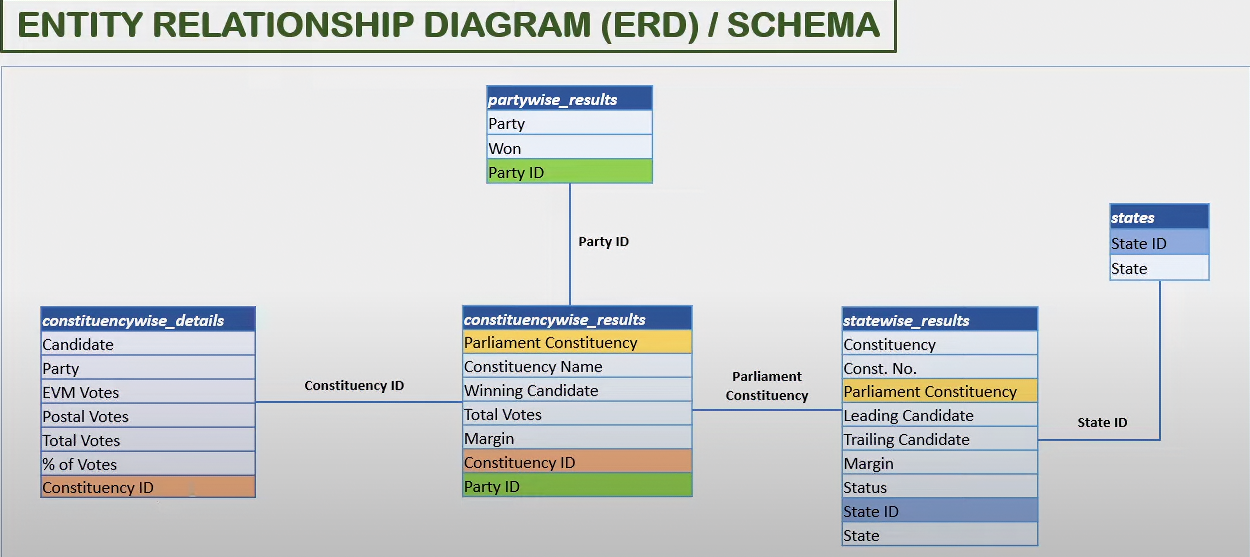 ENTITY RELATIONSHIP DIAGRAM (ERD) / SCHEMA
partywise_results
Party
Won
Party ID
Party ID
states
State ID
State
constituencywise_details
Candidate
Party
EVM Votes
Postal Votes
Total Votes
% of Votes
Constituency ID
Constituency ID
constituencywise_results
Parliament Constituency
Constituency Name
Winning Candidate
Total Votes
Margin
Constituency ID
Party ID
Parliament
Constituency
statewise_results
Constituency
Const. No.
Parliament Constituency
Leading Candidate
Trailing Candidate
Margin
Status
State ID
State
State ID